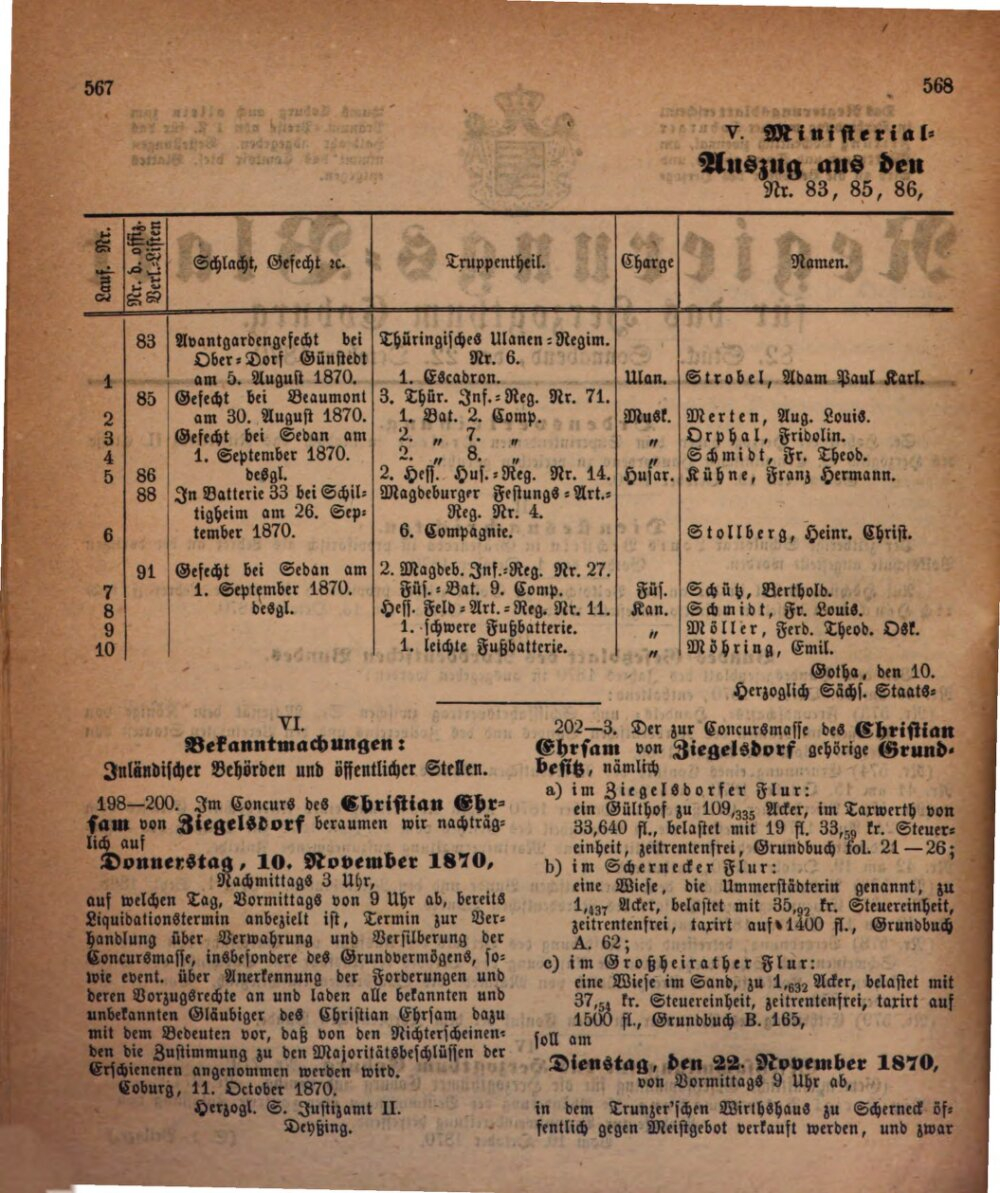 567
568
V. Ministerial-
Auszug aus den
Nr. 83, 85, 86,
Lauf. Nr. | Nr. d. offiz. Verl.-Listen | Schlacht, Gefecht ꝛc. | Truppentheil. | Charge | Namen.
83 Avantgardengefecht bei Thüringisches Ulanen-Regim.
Ober-Dorf Günstedt Nr. 6.
1 am 5. August 1870. 1. Escadron. Ulan. Strobel, Adam Paul Karl.
85 Gefecht bei Beaumont 3. Thür. Inf.-Reg. Nr. 71.
2 am 30. August 1870. 1. Bat. 2. Comp. Musk. Merten, Aug. Louis.
3 Gefecht bei Sedan am 2. „ 7. „ „ Orphal, Fridolin.
4 1. September 1870. 2. „ 8. „ „ Schmidt, Fr. Theod.
5 86 desgl. 2. Hess. Hus.-Reg. Nr. 14. Husar. Kühne, Franz Hermann.
88 In Batterie 33 bei Schil- Magdeburger Festungs-Art.-
tigheim am 26. Sep- Reg. Nr. 4.
6 tember 1870. 6. Compagnie. Stollberg, Heinr. Christ.
91 Gefecht bei Sedan am 2. Magdeb. Inf.-Reg. Nr. 27.
7 1. September 1870. Füs.-Bat. 9. Comp. Füs. Schütz, Berthold.
8 desgl. Hess. Feld-Art.-Reg. Nr. 11. Kan. Schmidt, Fr. Louis.
9 1. schwere Fußbatterie. „ Möller, Ferd. Theod. Osk.
10 1. leichte Fußbatterie. „ Möhring, Emil.
Gotha, den 10.
Herzoglich Sächs. Staats-
VI.
Bekanntmachungen:
Inländischer Behörden und öffentlicher Stellen.
198—200. Im Concurs des Christian Ehr-
sam von Ziegelsdorf beraumen wir nachträg-
lich auf
Donnerstag, 10. November 1870,
Nachmittags 3 Uhr,
auf welchen Tag, Vormittags von 9 Uhr ab, bereits
Liquidationstermin anbezielt ist, Termin zur Ver-
handlung über Verwahrung und Versilberung der
Concursmasse, insbesondere des Grundvermögens, so-
wie event. über Anerkennung der Forderungen und
deren Vorzugsrechte an und laden alle bekannten und
unbekannten Gläubiger des Christian Ehrsam dazu
mit dem Bedeuten vor, daß von den Nichterscheinen-
den die Zustimmung zu den Majoritätsbeschlüssen der
Erschienenen angenommen werden wird.
Coburg, 11. October 1870.
Herzogl. S. Justizamt II.
Deyßing.
202—3. Der zur Concursmasse des Christian
Ehrsam von Ziegelsdorf gehörige Grund-
besitz, nämlich
a) im Ziegelsdorfer Flur:
ein Gülthof zu 109,335 Acker, im Tarwerth von
33,640 fl., belastet mit 19 fl. 33,59 kr. Steuer-
einheit, zeitrentenfrei, Grundbuch fol. 21—26;
b) im Schernecker Flur:
eine Wiese, die Ummerstädterin genannt, zu
1,437 Acker, belastet mit 35,92 kr. Steuereinheit,
zeitrentenfrei, taxirt auf 1400 fl., Grundbuch
A. 62;
c) im Großheirather Flur:
eine Wiese im Sand, zu 1,632 Acker, belastet mit
37,54 kr. Steuereinheit, zeitrentenfrei, taxirt auf
1500 fl., Grundbuch B. 165,
soll am
Dienstag, den 22. November 1870,
von Vormittags 9 Uhr ab,
in dem Trunzer'schen Wirthshaus zu Scherneck öf-
fentlich gegen Meistgebot verkauft werden, und zwar